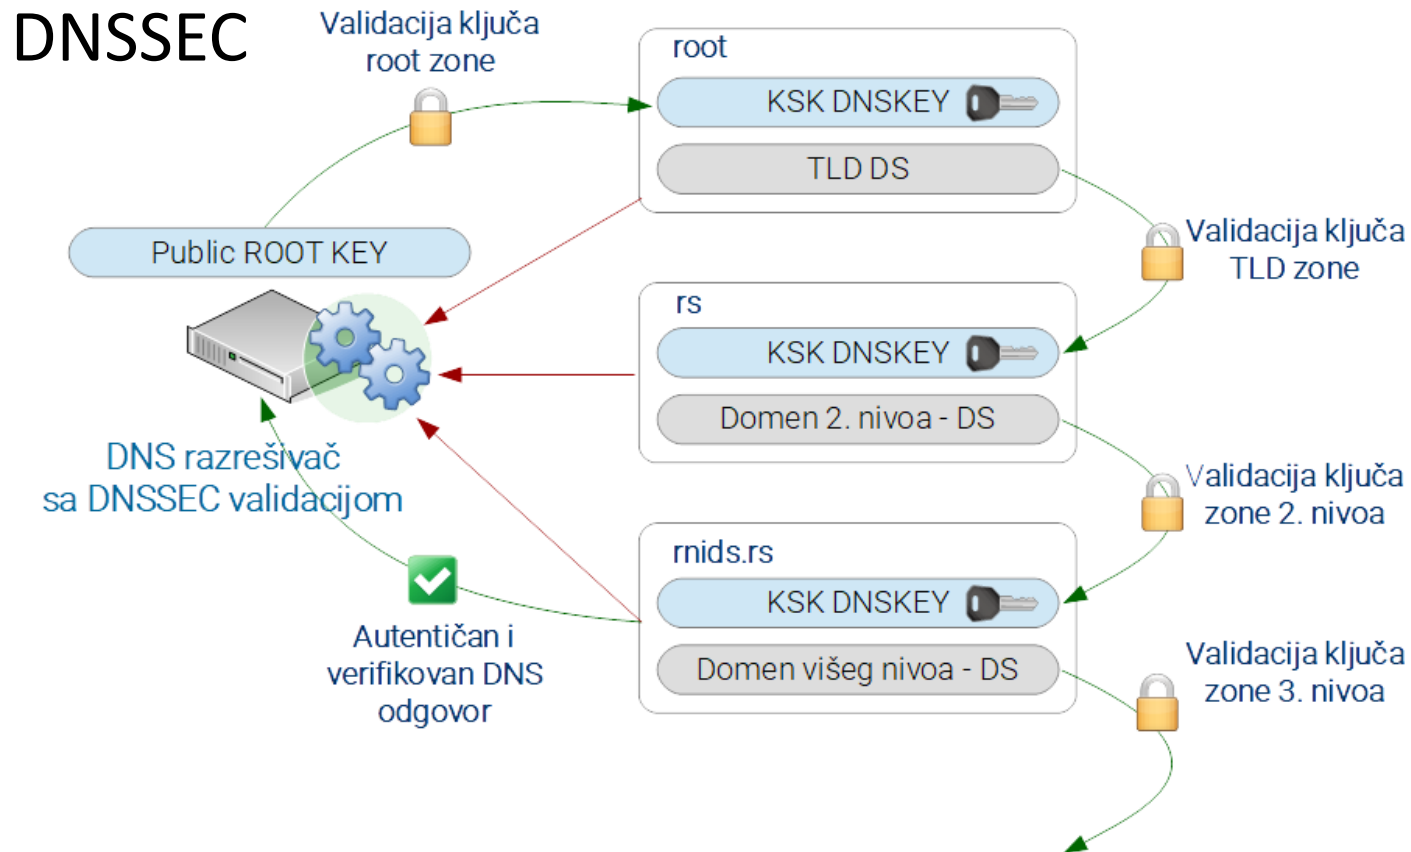 DNSSEC
Validacija ključa
root zone
root
KSK DNSKEY
TLD DS
Public ROOT KEY
Validacija ključa
TLD zone
rs
KSK DNSKEY
Domen 2. nivoa - DS
DNS razrešivač
sa DNSSEC validacijom
Validacija ključa
zone 2. nivoa
rnids.rs
KSK DNSKEY
Domen višeg nivoa - DS
Autentičan i
verifikovan DNS
odgovor
Validacija ključa
zone 3. nivoa